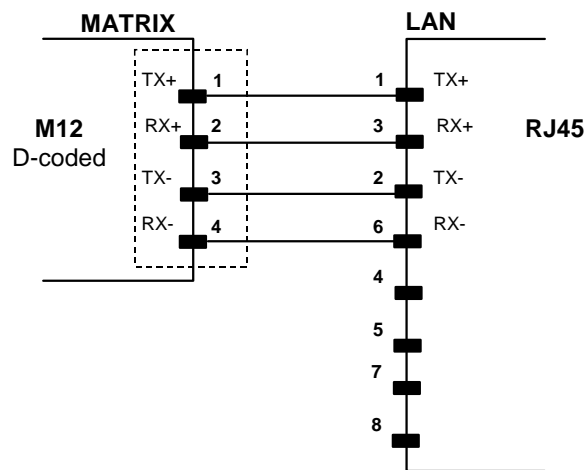 MATRIX LAN
TX+ 1 1 TX+
M12 RX+ 2 3 RX+ RJ45
D-coded
TX- 3 2 TX-
RX- 4 6 RX-
4
5
7
8